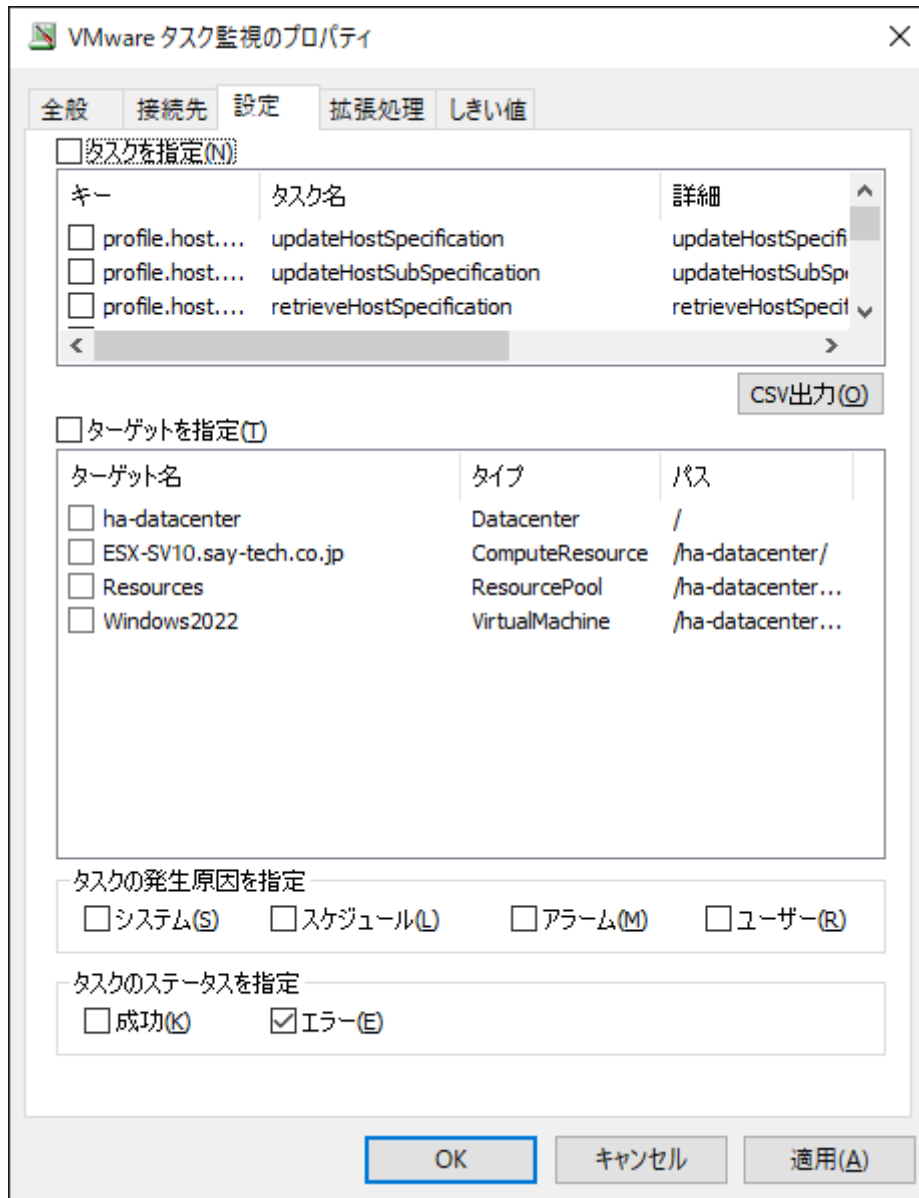 VMware タスク監視のプロパティ
全般 接続先 設定 拡張処理 しきい値
タスクを指定(N)
キー タスク名 詳細
profile.host.... updateHostSpecification updateHostSpecifi
profile.host.... updateHostSubSpecification updateHostSubSpe
profile.host.... retrieveHostSpecification retrieveHostSpecif
CSV出力(O)
ターゲットを指定(T)
ターゲット名 タイプ パス
ha-datacenter Datacenter /
ESX-SV10.say-tech.co.jp ComputeResource /ha-datacenter/
Resources ResourcePool /ha-datacenter...
Windows2022 VirtualMachine /ha-datacenter...
タスクの発生原因を指定
システム(S) スケジュール(L) アラーム(M) ユーザー(R)
タスクのステータスを指定
成功(K) エラー(E)
OK キャンセル 適用(A)